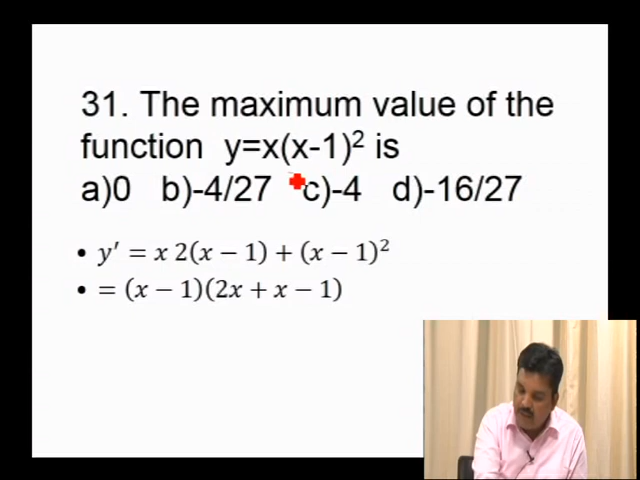 31. The maximum value of the
function y=x(x-1)² is
a)0 b)-4/27 c)-4 d)-16/27
• y′ = x 2(x − 1) + (x − 1)²
• = (x − 1)(2x + x − 1)